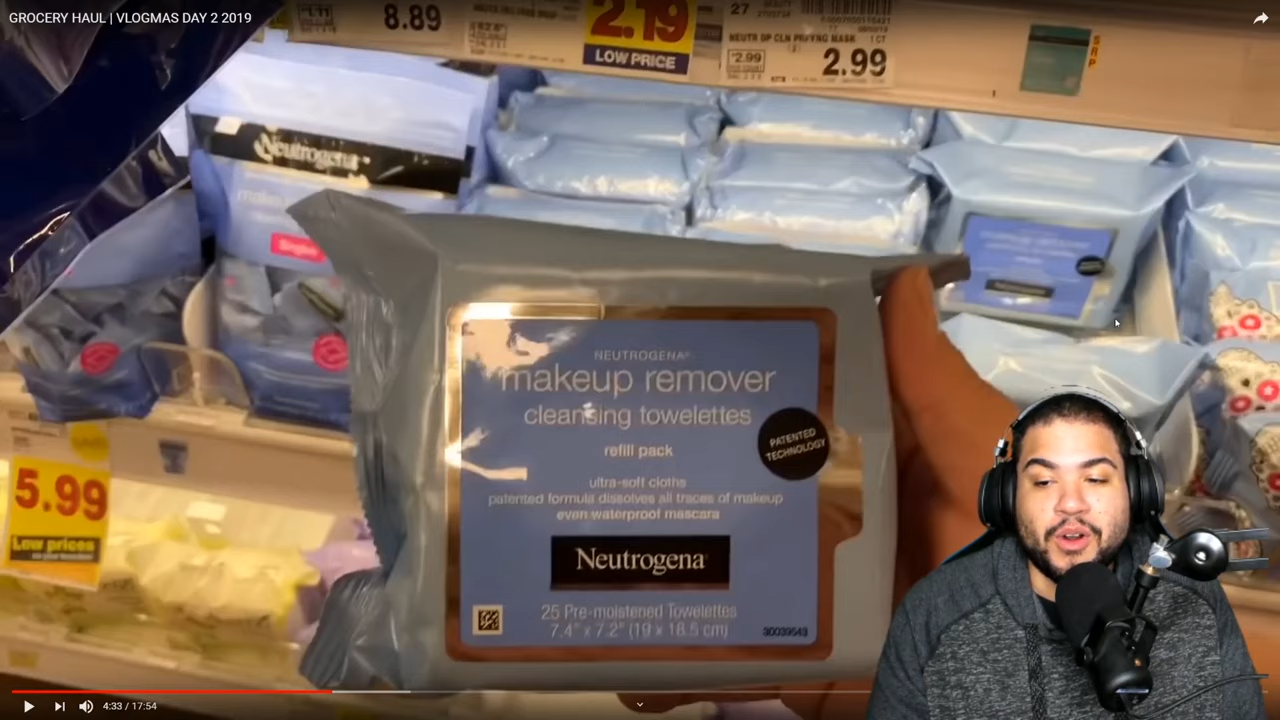 GROCERY HAUL | VLOGMAS DAY 2 2019
8.89
2.19
LOW PRICE
27
NEUTR DP CLN PRFYNG MASK 1 CT
2.99
2.99
Neutrogena
NEUTROGENA®
makeup remover
cleansing towelettes
refill pack
PATENTED
TECHNOLOGY
ultra-soft cloths
patented formula dissolves all traces of makeup
even waterproof mascara
Neutrogena
25 Pre-moistened Towelettes
7.4" x 7.2" (19 x 18.5 cm)
30039543
5.99
Low prices
4:33 / 17:54